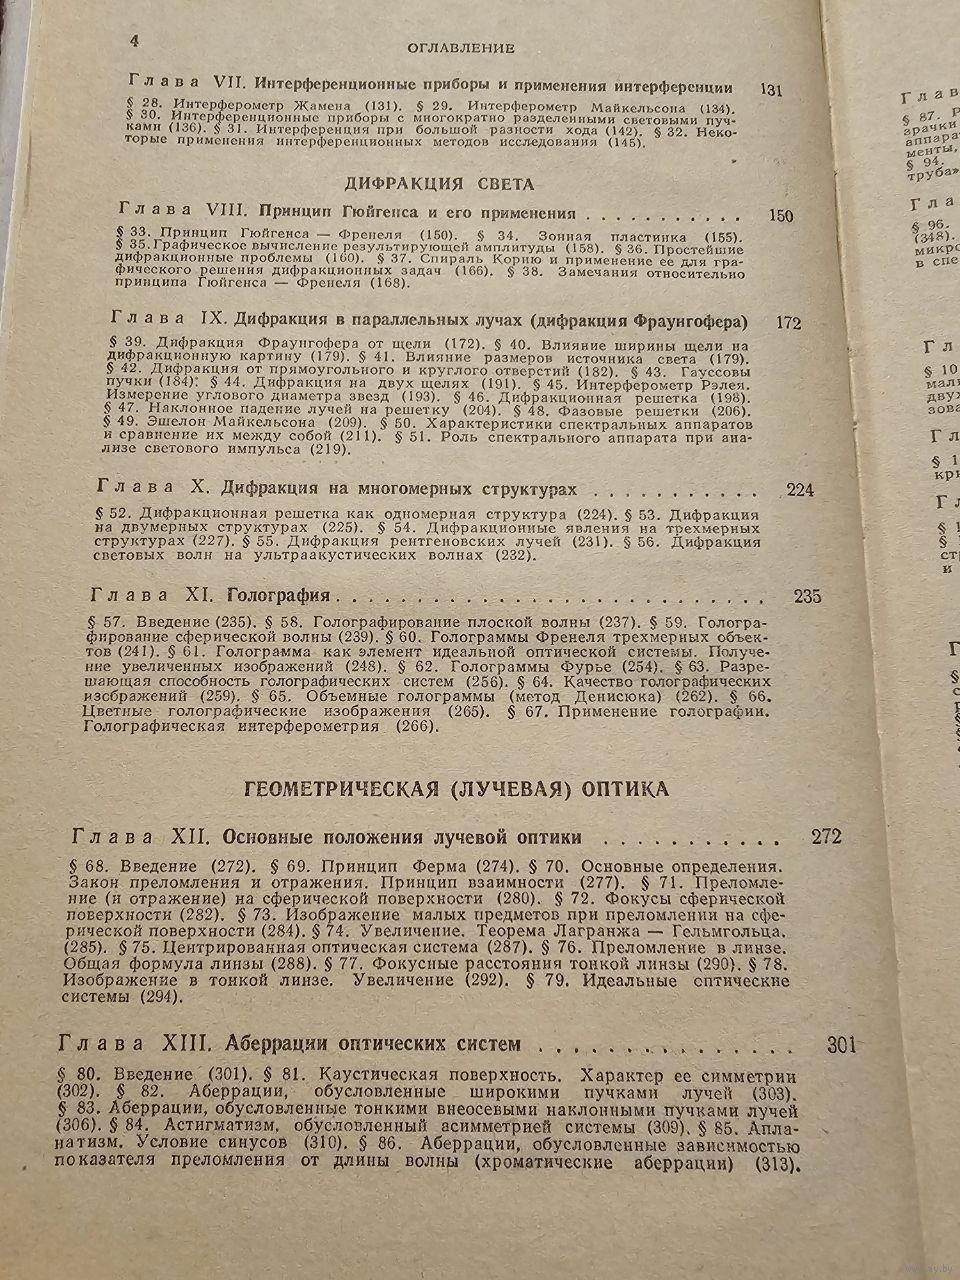 4
ОГЛАВЛЕНИЕ
Глава VII. Интерференционные приборы и применения интерференции 131
§ 28. Интерферометр Жамена (131). § 29. Интерферометр Майкельсона (134).
§ 30. Интерференционные приборы с многократно разделенными световыми пуч-
ками (136). § 31. Интерференция при большой разности хода (142). § 32. Неко-
торые применения интерференционных методов исследования (145).
ДИФРАКЦИЯ СВЕТА
Глава VIII. Принцип Гюйгенса и его применения . . . . . . . . . . . 150
§ 33. Принцип Гюйгенса — Френеля (150). § 34. Зонная пластинка (155).
§ 35. Графическое вычисление результирующей амплитуды (158). § 36. Простейшие
дифракционные проблемы (160). § 37. Спираль Корню и применение ее для гра-
фического решения дифракционных задач (166). § 38. Замечания относительно
принципа Гюйгенса — Френеля (168).
Глава IX. Дифракция в параллельных лучах (дифракция Фраунгофера) 172
§ 39. Дифракция Фраунгофера от щели (172). § 40. Влияние ширины щели на
дифракционную картину (179). § 41. Влияние размеров источника света (179).
§ 42. Дифракция от прямоугольного и круглого отверстий (182). § 43. Гауссовы
пучки (184). § 44. Дифракция на двух щелях (191). § 45. Интерферометр Рэлея.
Измерение углового диаметра звезд (193). § 46. Дифракционная решетка (198).
§ 47. Наклонное падение лучей на решетку (204). § 48. Фазовые решетки (206).
§ 49. Эшелон Майкельсона (209). § 50. Характеристики спектральных аппаратов
и сравнение их между собой (211). § 51. Роль спектрального аппарата при ана-
лизе светового импульса (219).
Глава X. Дифракция на многомерных структурах . . . . . . . . . . . 224
§ 52. Дифракционная решетка как одномерная структура (224). § 53. Дифракция
на двумерных структурах (225). § 54. Дифракционные явления на трехмерных
структурах (227). § 55. Дифракция рентгеновских лучей (231). § 56. Дифракция
световых волн на ультраакустических волнах (232).
Глава XI. Голография . . . . . . . . . . . . . . . . . . . . . . . . . . . 235
§ 57. Введение (235). § 58. Голографирование плоской волны (237). § 59. Гологра-
фирование сферической волны (239). § 60. Голограммы Френеля трехмерных объек-
тов (241). § 61. Голограмма как элемент идеальной оптической системы. Получе-
ние увеличенных изображений (248). § 62. Голограммы Фурье (254). § 63. Разре-
шающая способность голографических систем (256). § 64. Качество голографических
изображений (259). § 65. Объемные голограммы (метод Денисюка) (262). § 66.
Цветные голографические изображения (265). § 67. Применение голографии.
Голографическая интерферометрия (266).
ГЕОМЕТРИЧЕСКАЯ (ЛУЧЕВАЯ) ОПТИКА
Глава XII. Основные положения лучевой оптики . . . . . . . . . . . 272
§ 68. Введение (272). § 69. Принцип Ферма (274). § 70. Основные определения.
Закон преломления и отражения. Принцип взаимности (277). § 71. Преломле-
ние (и отражение) на сферической поверхности (280). § 72. Фокусы сферической
поверхности (282). § 73. Изображение малых предметов при преломлении на сфе-
рической поверхности (284). § 74. Увеличение. Теорема Лагранжа — Гельмгольца.
(285). § 75. Центрированная оптическая система (287). § 76. Преломление в линзе.
Общая формула линзы (288). § 77. Фокусные расстояния тонкой линзы (290). § 78.
Изображение в тонкой линзе. Увеличение (292). § 79. Идеальные оптические
системы (294).
Глава XIII. Аберрации оптических систем . . . . . . . . . . . . . . 301
§ 80. Введение (301). § 81. Каустическая поверхность. Характер ее симметрии
(302). § 82. Аберрации, обусловленные широкими пучками лучей (303).
§ 83. Аберрации, обусловленные тонкими внеосевыми наклонными пучками лучей
(306). § 84. Астигматизм, обусловленный асимметрией системы (309). § 85. Апла-
натизм. Условие синусов (310). § 86. Аберрации, обусловленные зависимостью
показателя преломления от длины волны (хроматические аберрации) (313).
Глав
§ 87.
зрачки
аппара
менты,
§ 94.
труба»
§ 96.
(348).
микро
в спе
§ 10